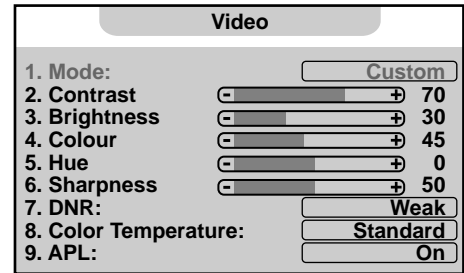 Video
1. Mode: Custom
2. Contrast - + 70
3. Brightness - + 30
4. Colour - + 45
5. Hue - + 0
6. Sharpness - + 50
7. DNR: Weak
8. Color Temperature: Standard
9. APL: On